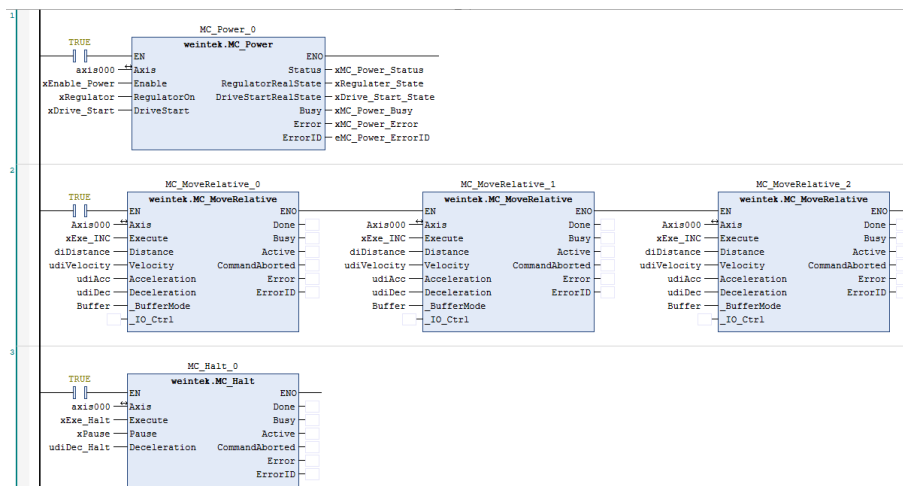 1
MC_Power_0
TRUE
weintek.MC_Power
EN ENO
axis000 Axis Status xMC_Power_Status
xEnable_Power Enable RegulatorRealState xRegulater_State
xRegulator RegulatorOn DriveStartRealState xDrive_Start_State
xDrive_Start DriveStart Busy xMC_Power_Busy
Error xMC_Power_Error
ErrorID eMC_Power_ErrorID
2
MC_MoveRelative_0 MC_MoveRelative_1 MC_MoveRelative_2
TRUE
weintek.MC_MoveRelative weintek.MC_MoveRelative weintek.MC_MoveRelative
EN ENO EN ENO EN ENO
Axis000 Axis Done Axis000 Axis Done Axis000 Axis Done
xExe_INC Execute Busy xExe_INC Execute Busy xExe_INC Execute Busy
diDistance Distance Active diDistance Distance Active diDistance Distance Active
udiVelocity Velocity CommandAborted udiVelocity Velocity CommandAborted udiVelocity Velocity CommandAborted
udiAcc Acceleration Error udiAcc Acceleration Error udiAcc Acceleration Error
udiDec Deceleration ErrorID udiDec Deceleration ErrorID udiDec Deceleration ErrorID
Buffer _BufferMode Buffer _BufferMode Buffer _BufferMode
_IO_Ctrl _IO_Ctrl _IO_Ctrl
3
MC_Halt_0
TRUE
weintek.MC_Halt
EN ENO
axis000 Axis Done
xExe_Halt Execute Busy
xPause Pause Active
udiDec_Halt Deceleration CommandAborted
Error
ErrorID